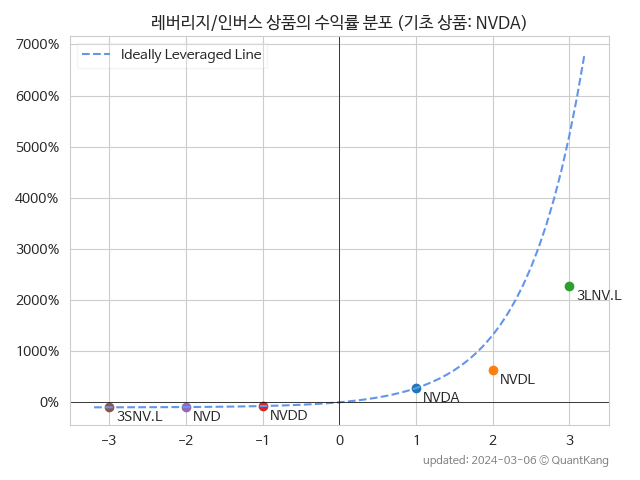 레버리지/인버스 상품의 수익률 분포 (기초 상품: NVDA)
7000%
6000%
5000%
4000%
3000%
2000%
1000%
0%
Ideally Leveraged Line
3LNV.L
NVDL
NVDA
3SNV.L
NVD
NVDD
−3
−2
−1
0
1
2
3
updated: 2024-03-06 © QuantKang